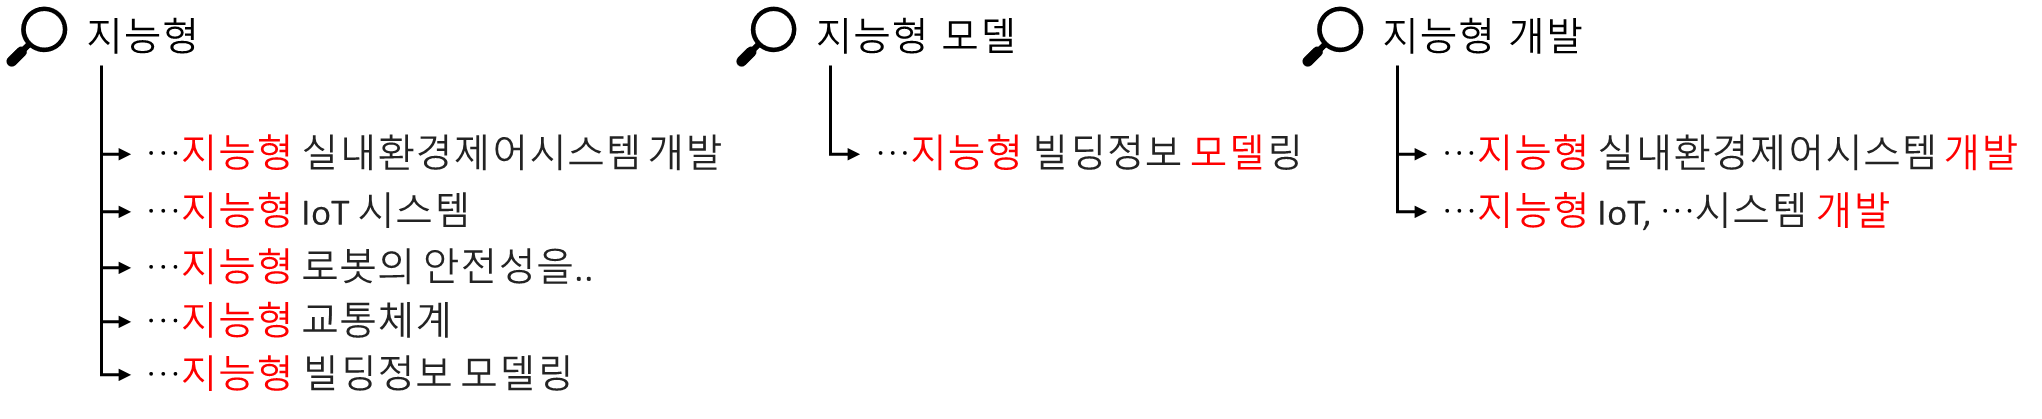 지능형
…지능형 실내환경제어시스템 개발
…지능형 IoT 시스템
…지능형 로봇의 안전성을..
…지능형 교통체계
…지능형 빌딩정보 모델링
지능형 모델
…지능형 빌딩정보 모델링
지능형 개발
…지능형 실내환경제어시스템 개발
…지능형 IoT, …시스템 개발